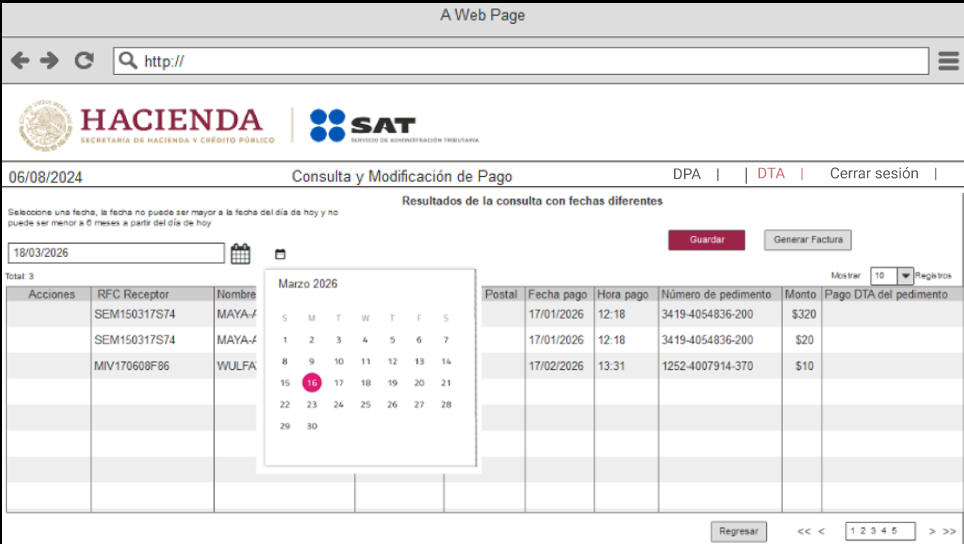 A Web Page
http://
HACIENDA
SECRETARÍA DE HACIENDA Y CRÉDITO PÚBLICO
SAT
SERVICIO DE ADMINISTRACIÓN TRIBUTARIA
06/08/2024
Consulta y Modificación de Pago
DPA | | DTA | Cerrar sesión |
Resultados de la consulta con fechas diferentes
Seleccione una fecha, la fecha no puede ser mayor a la fecha del día de hoy y no
puede ser menor a 6 meses a partir del día de hoy
Guardar
Generar Factura
18/03/2026
Total: 3
Mostrar 10 Registros
Acciones RFC Receptor Nombre Postal Fecha pago Hora pago Número de pedimento Monto Pago DTA del pedimento
SEM150317S74 MAYA-A 17/01/2026 12:18 3419-4054836-200 $320
SEM150317S74 MAYA-A 17/01/2026 12:18 3419-4054836-200 $20
MIV170608F86 WULFA 17/02/2026 13:31 1252-4007914-370 $10
Marzo 2026
S M T W T F S
1 2 3 4 5 6 7
8 9 10 11 12 13 14
15 16 17 18 19 20 21
22 23 24 25 26 27 28
29 30
Regresar
<< < 1 2 3 4 5 > >>